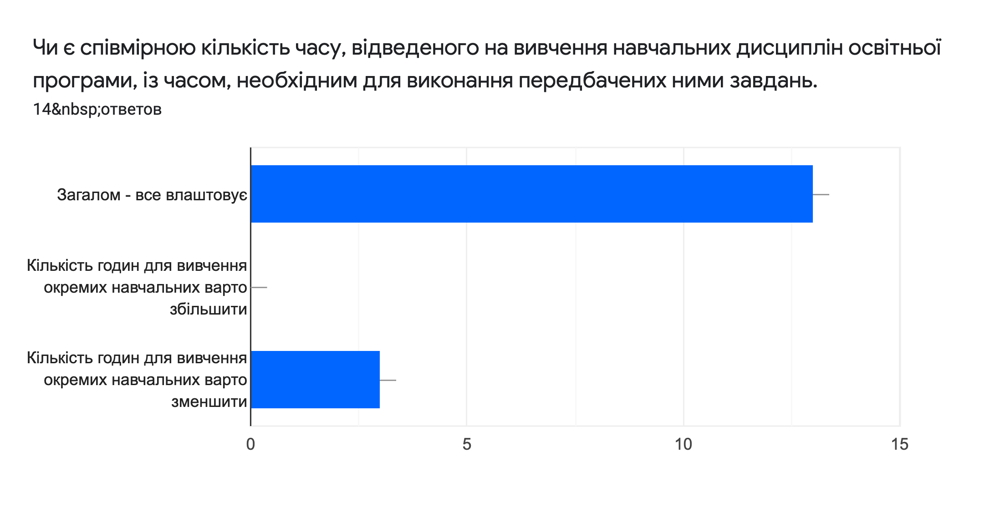 Чи є співмірною кількість часу, відведеного на вивчення навчальних дисциплін освітньої
програми, із часом, необхідним для виконання передбачених ними завдань.
14&nbsp;ответов
Загалом - все влаштовує
Кількість годин для вивчення
окремих навчальних варто
збільшити
Кількість годин для вивчення
окремих навчальних варто
зменшити
0 5 10 15